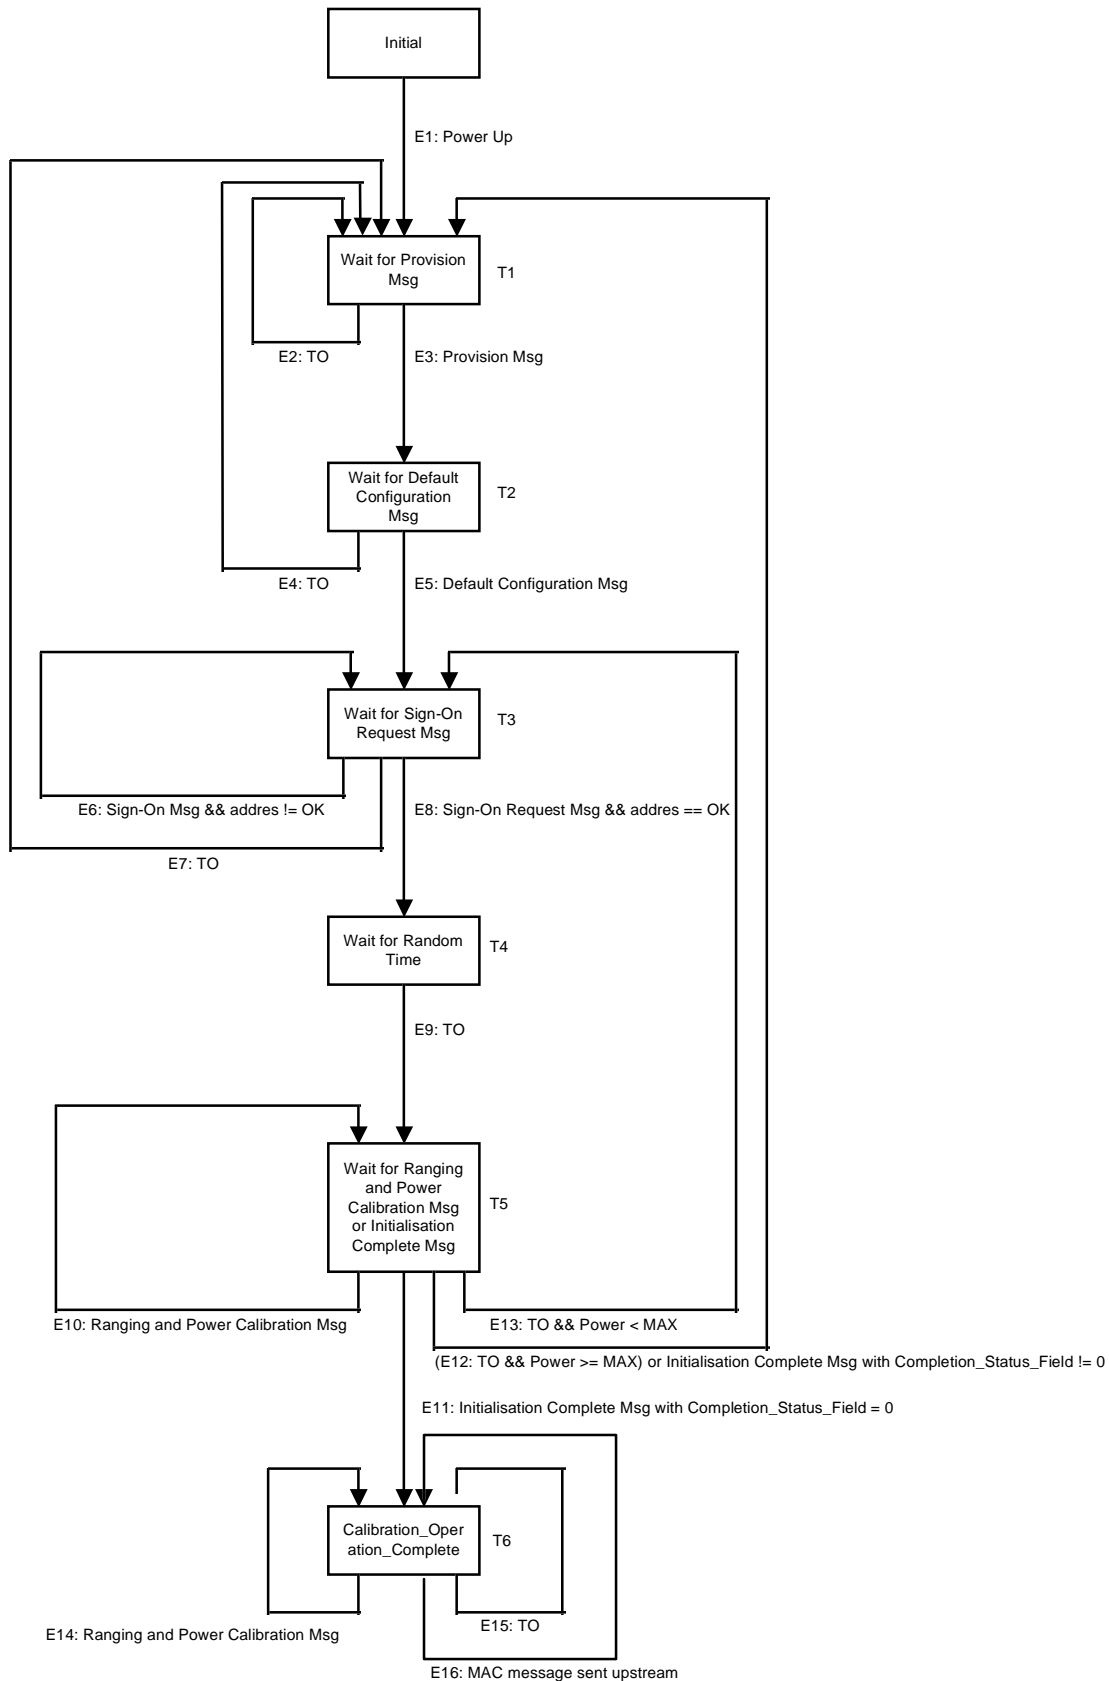 Initial
E1: Power Up
Wait for Provision
Msg
T1
E2: TO
E3: Provision Msg
Wait for Default
Configuration
Msg
T2
E4: TO
E5: Default Configuration Msg
Wait for Sign-On
Request Msg
T3
E6: Sign-On Msg && addres != OK
E8: Sign-On Request Msg && addres == OK
E7: TO
Wait for Random
Time
T4
E9: TO
Wait for Ranging
and Power
Calibration Msg
or Initialisation
Complete Msg
T5
E10: Ranging and Power Calibration Msg
E13: TO && Power < MAX
(E12: TO && Power >= MAX) or Initialisation Complete Msg with Completion_Status_Field != 0
E11: Initialisation Complete Msg with Completion_Status_Field = 0
Calibration_Oper
ation_Complete
T6
E14: Ranging and Power Calibration Msg
E15: TO
E16: MAC message sent upstream